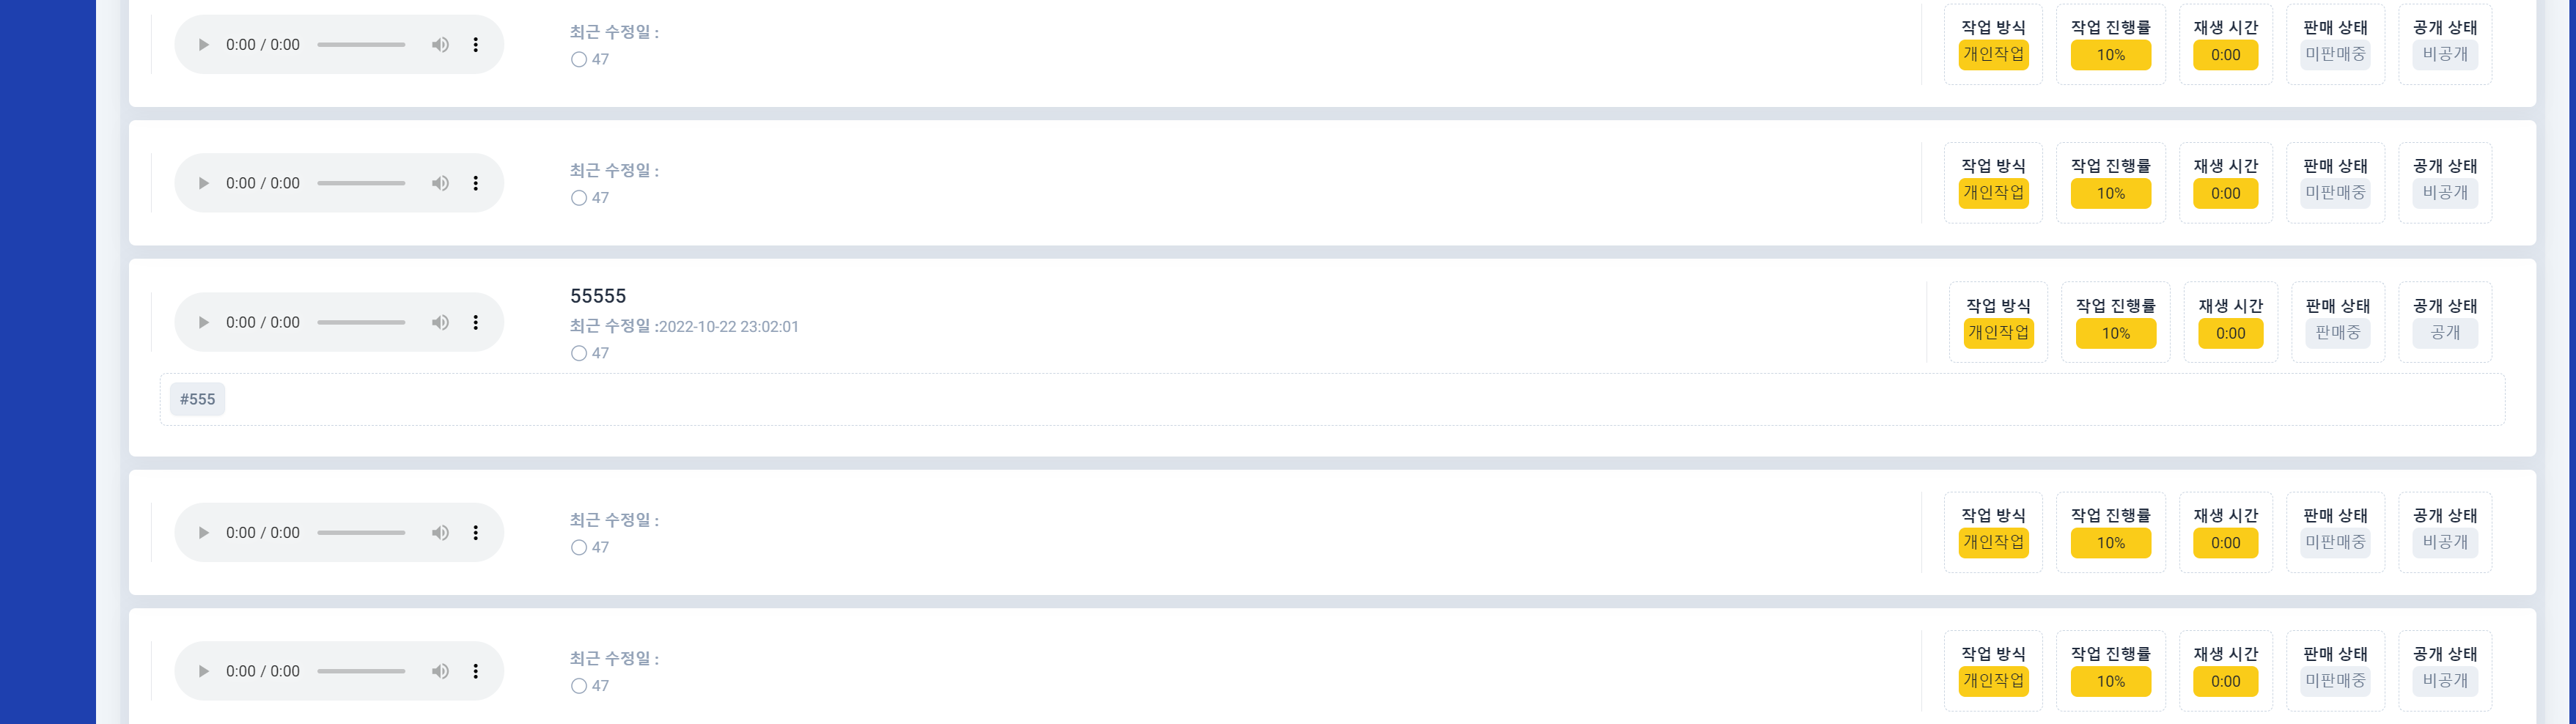 0:00 / 0:00
최근 수정일 :
47
작업 방식 작업 진행률 재생 시간 판매 상태 공개 상태
개인작업 10% 0:00 미판매중 비공개
0:00 / 0:00
최근 수정일 :
47
작업 방식 작업 진행률 재생 시간 판매 상태 공개 상태
개인작업 10% 0:00 미판매중 비공개
0:00 / 0:00
55555
최근 수정일 :2022-10-22 23:02:01
47
작업 방식 작업 진행률 재생 시간 판매 상태 공개 상태
개인작업 10% 0:00 판매중 공개
#555
0:00 / 0:00
최근 수정일 :
47
작업 방식 작업 진행률 재생 시간 판매 상태 공개 상태
개인작업 10% 0:00 미판매중 비공개
0:00 / 0:00
최근 수정일 :
47
작업 방식 작업 진행률 재생 시간 판매 상태 공개 상태
개인작업 10% 0:00 미판매중 비공개